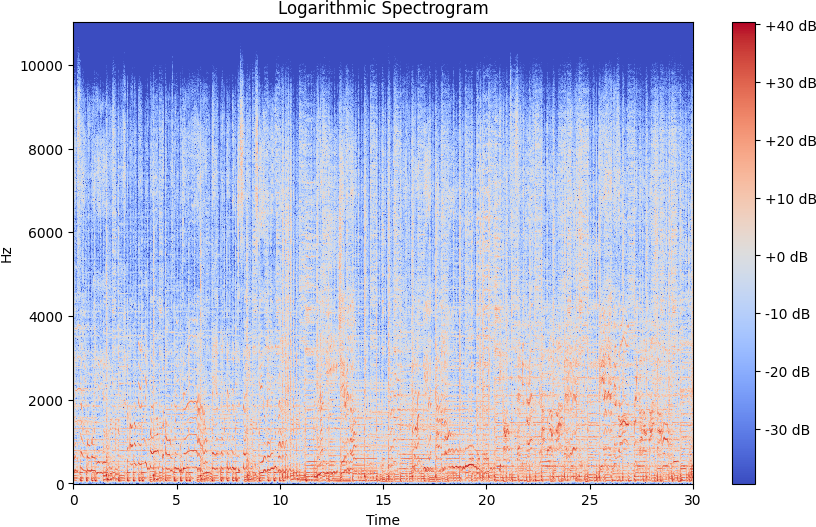 Logarithmic Spectrogram
Hz
10000
8000
6000
4000
2000
0
0 5 10 15 20 25 30
Time
+40 dB
+30 dB
+20 dB
+10 dB
+0 dB
-10 dB
-20 dB
-30 dB